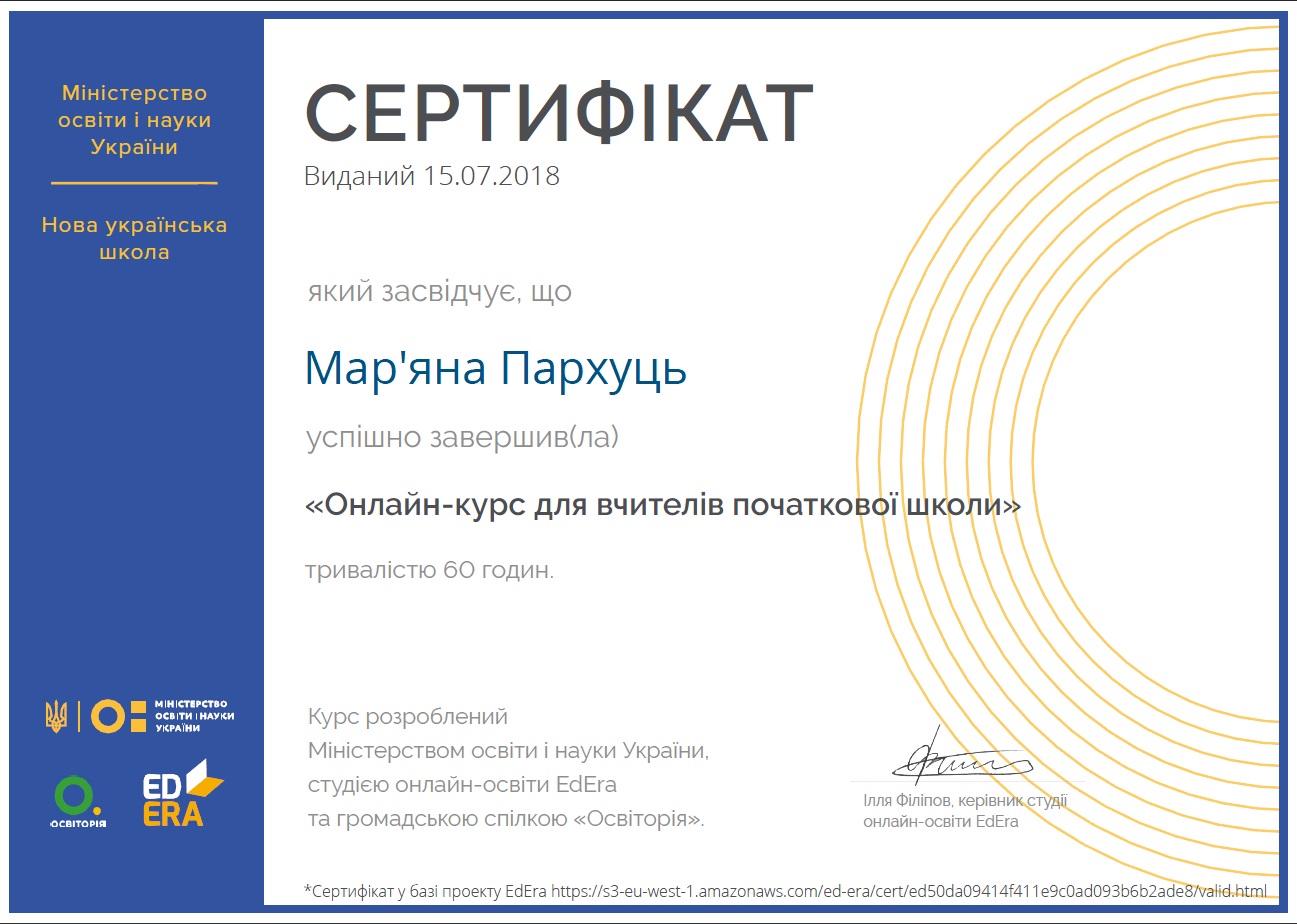 Міністерство
освіти і науки
України
Нова українська
школа
СЕРТИФІКАТ
Виданий 15.07.2018
який засвідчує, що
Мар'яна Пархуць
успішно завершив(ла)
«Онлайн-курс для вчителів початкової школи»
тривалістю 60 годин.
МІНІСТЕРСТВО
ОСВІТИ І НАУКИ
УКРАЇНИ
ОСВІТОРІЯ
ED
ERA
Курс розроблений
Міністерством освіти і науки України,
студією онлайн-освіти EdEra
та громадською спілкою «Освіторія».
Ілля Філіпов, керівник студії
онлайн-освіти EdEra
*Сертифікат у базі проекту EdEra https://s3-eu-west-1.amazonaws.com/ed-era/cert/ed50da09414f411e9c0ad093b6b2ade8/valid.html